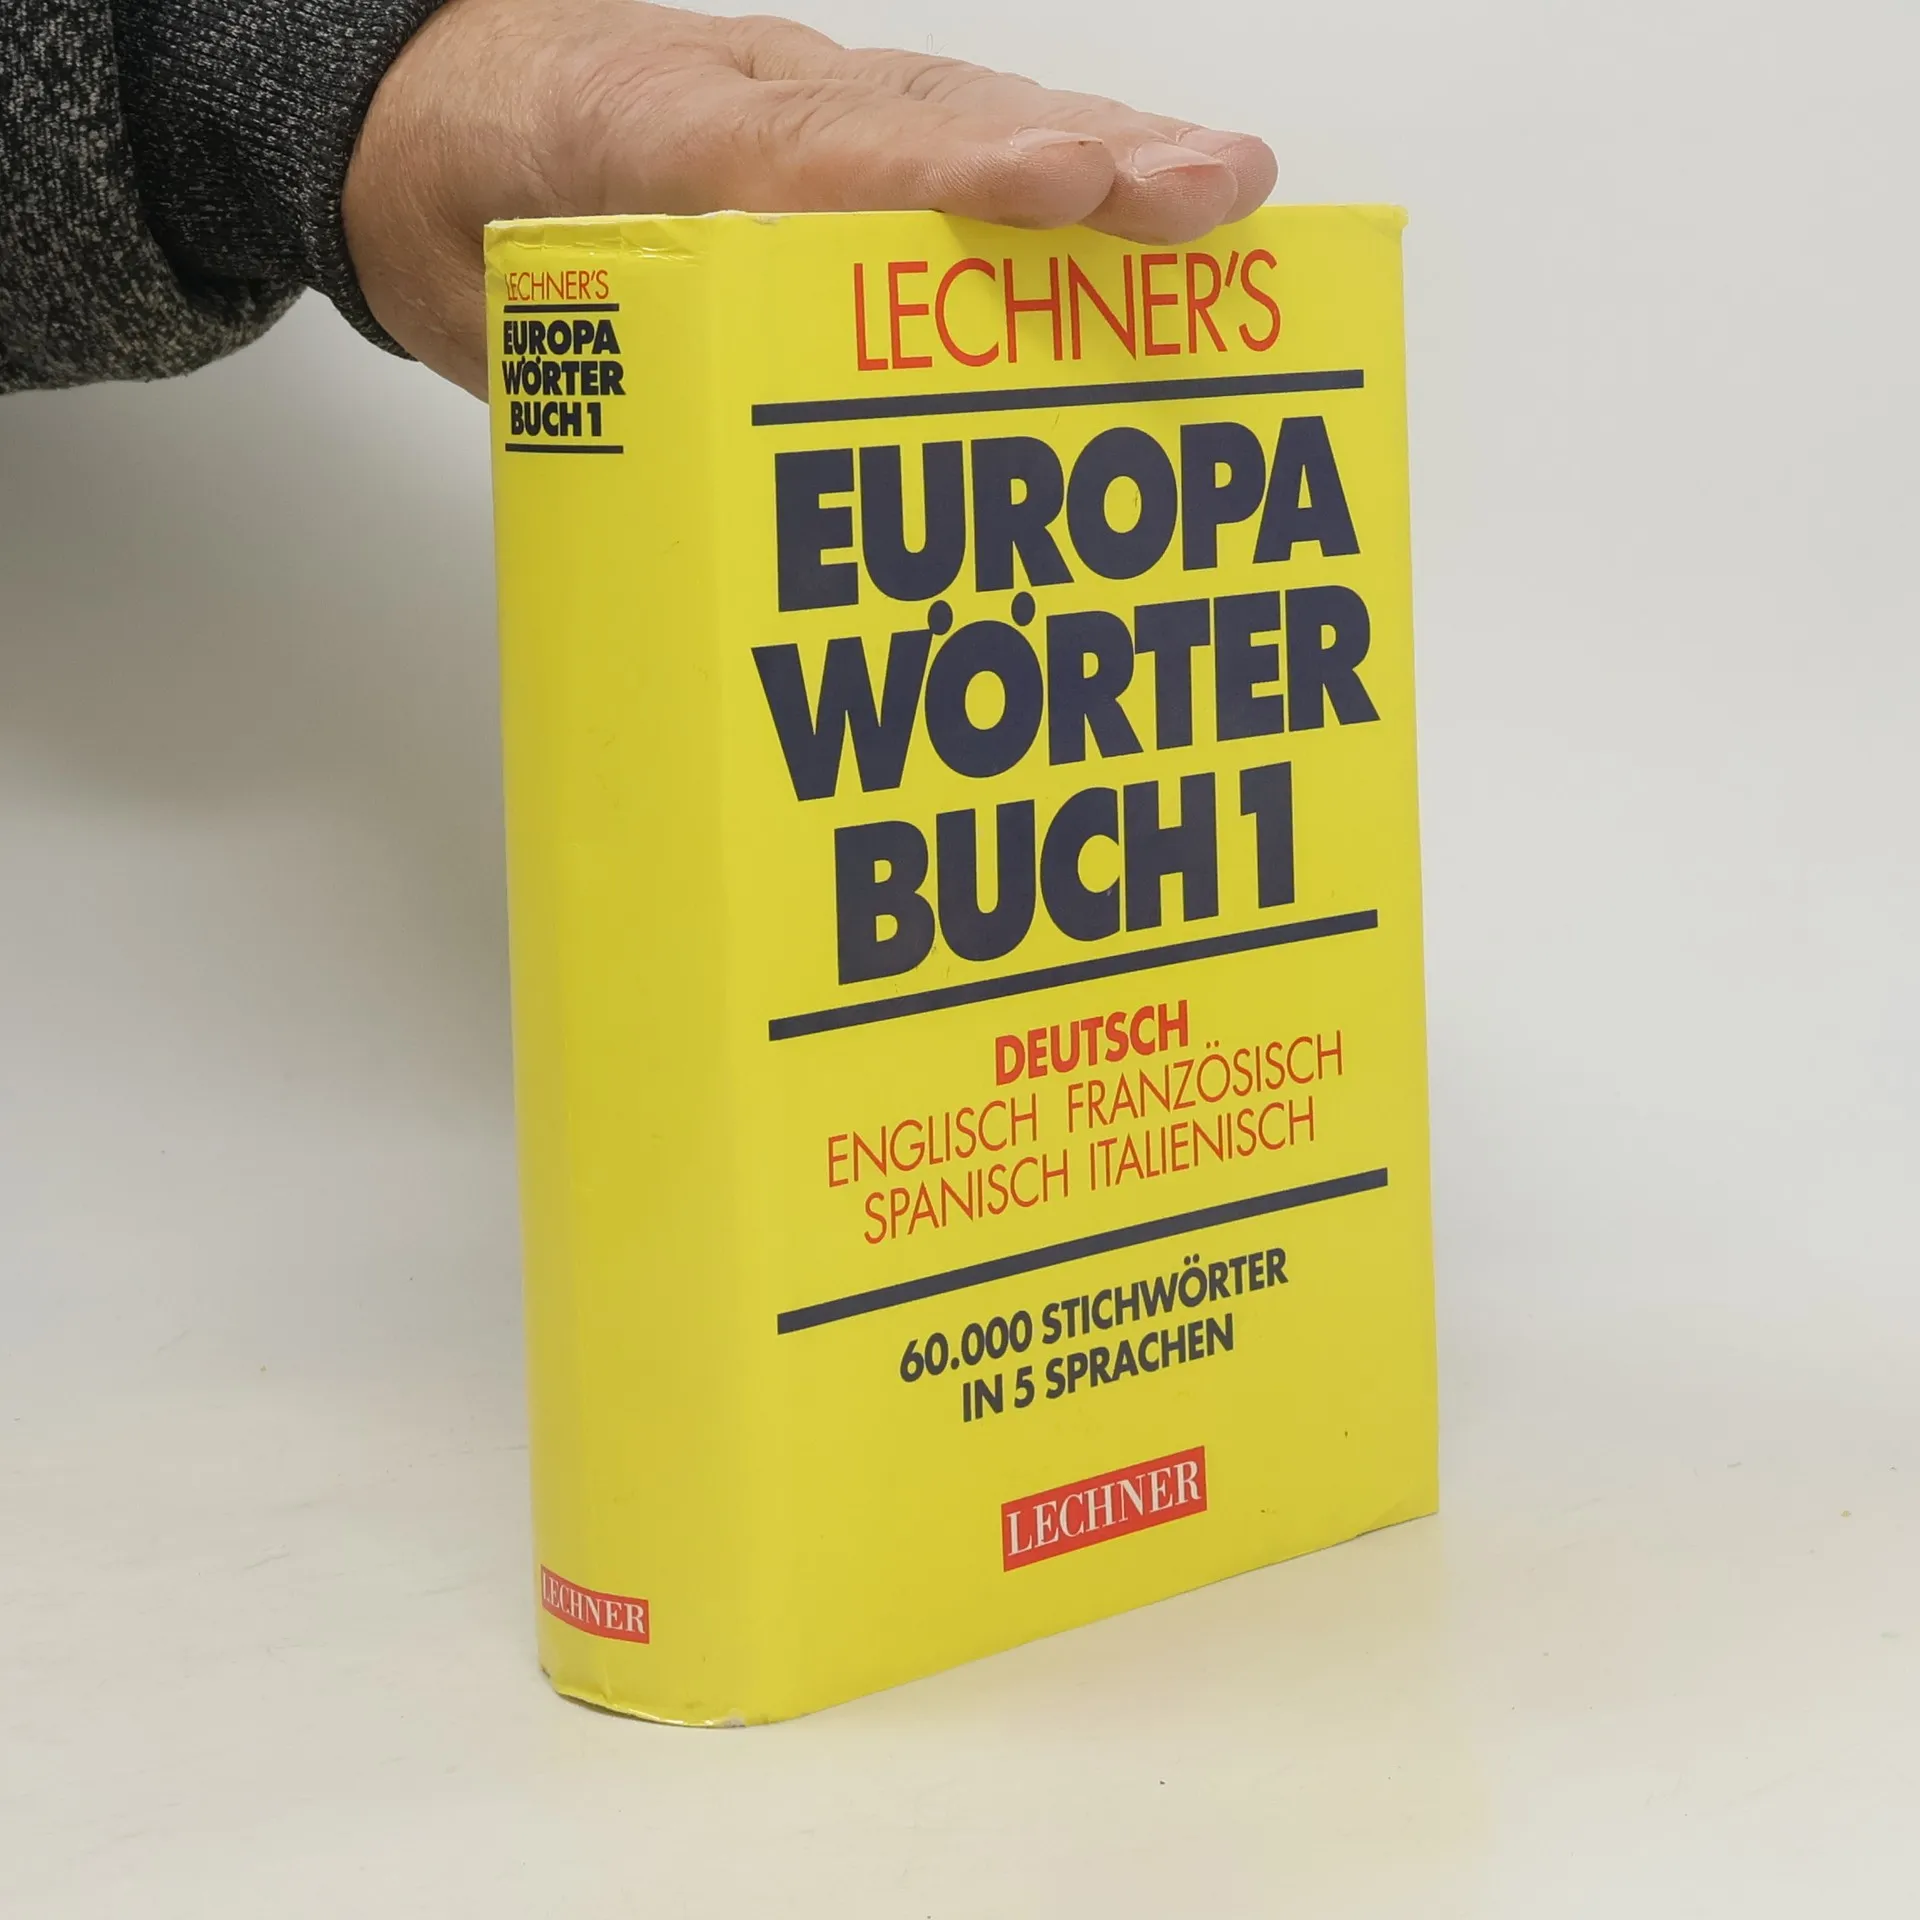 LECHNER'S
EUROPA
WÖRTER
BUCH 1
LECHNER
LECHNER'S
EUROPA
WÖRTER
BUCH 1
DEUTSCH
ENGLISCH FRANZÖSISCH
SPANISCH ITALIENISCH
60.000 STICHWÖRTER
IN 5 SPRACHEN
LECHNER